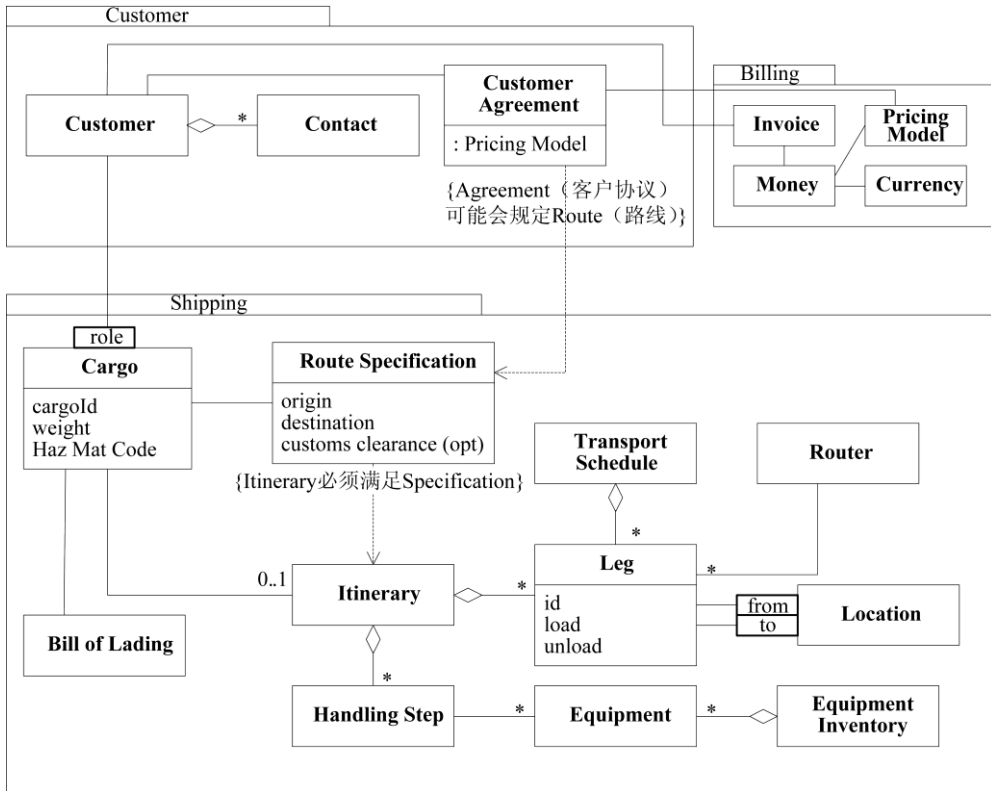 Customer
Customer
*
Contact
Customer
Agreement
: Pricing Model
{Agreement（客户协议）
可能会规定Route（路线）}
Billing
Invoice
Pricing
Model
Money
Currency
Shipping
role
Cargo
cargoId
weight
Haz Mat Code
Route Specification
origin
destination
customs clearance (opt)
{Itinerary必须满足Specification}
Transport
Schedule
*
Router
*
Leg
id
load
unload
from
to
Location
0..1
Itinerary
*
*
Bill of Lading
Handling Step
*
Equipment
*
Equipment
Inventory